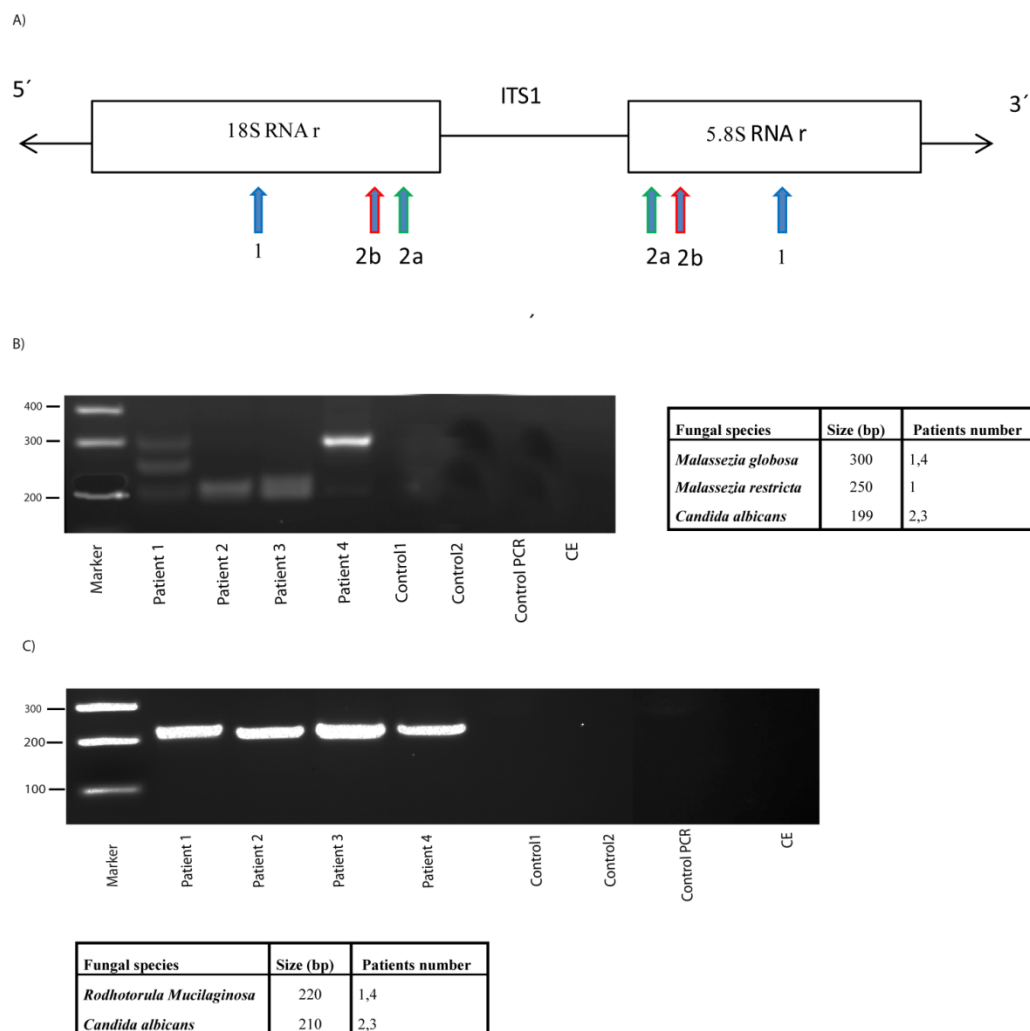 A)
5´ ITS1 3´
18S RNA r 5.8S RNA r
1 2b 2a 2a 2b 1
´
B)
400
300
200
Marker Patient 1 Patient 2 Patient 3 Patient 4 Control1 Control2 Control PCR CE
Fungal species Size (bp) Patients number
Malassezia globosa 300 1,4
Malassezia restricta 250 1
Candida albicans 199 2,3
C)
300
200
100
Marker Patient 1 Patient 2 Patient 3 Patient 4 Control1 Control2 Control PCR CE
Fungal species Size (bp) Patients number
Rodhotorula Mucilaginosa 220 1,4
Candida albicans 210 2,3